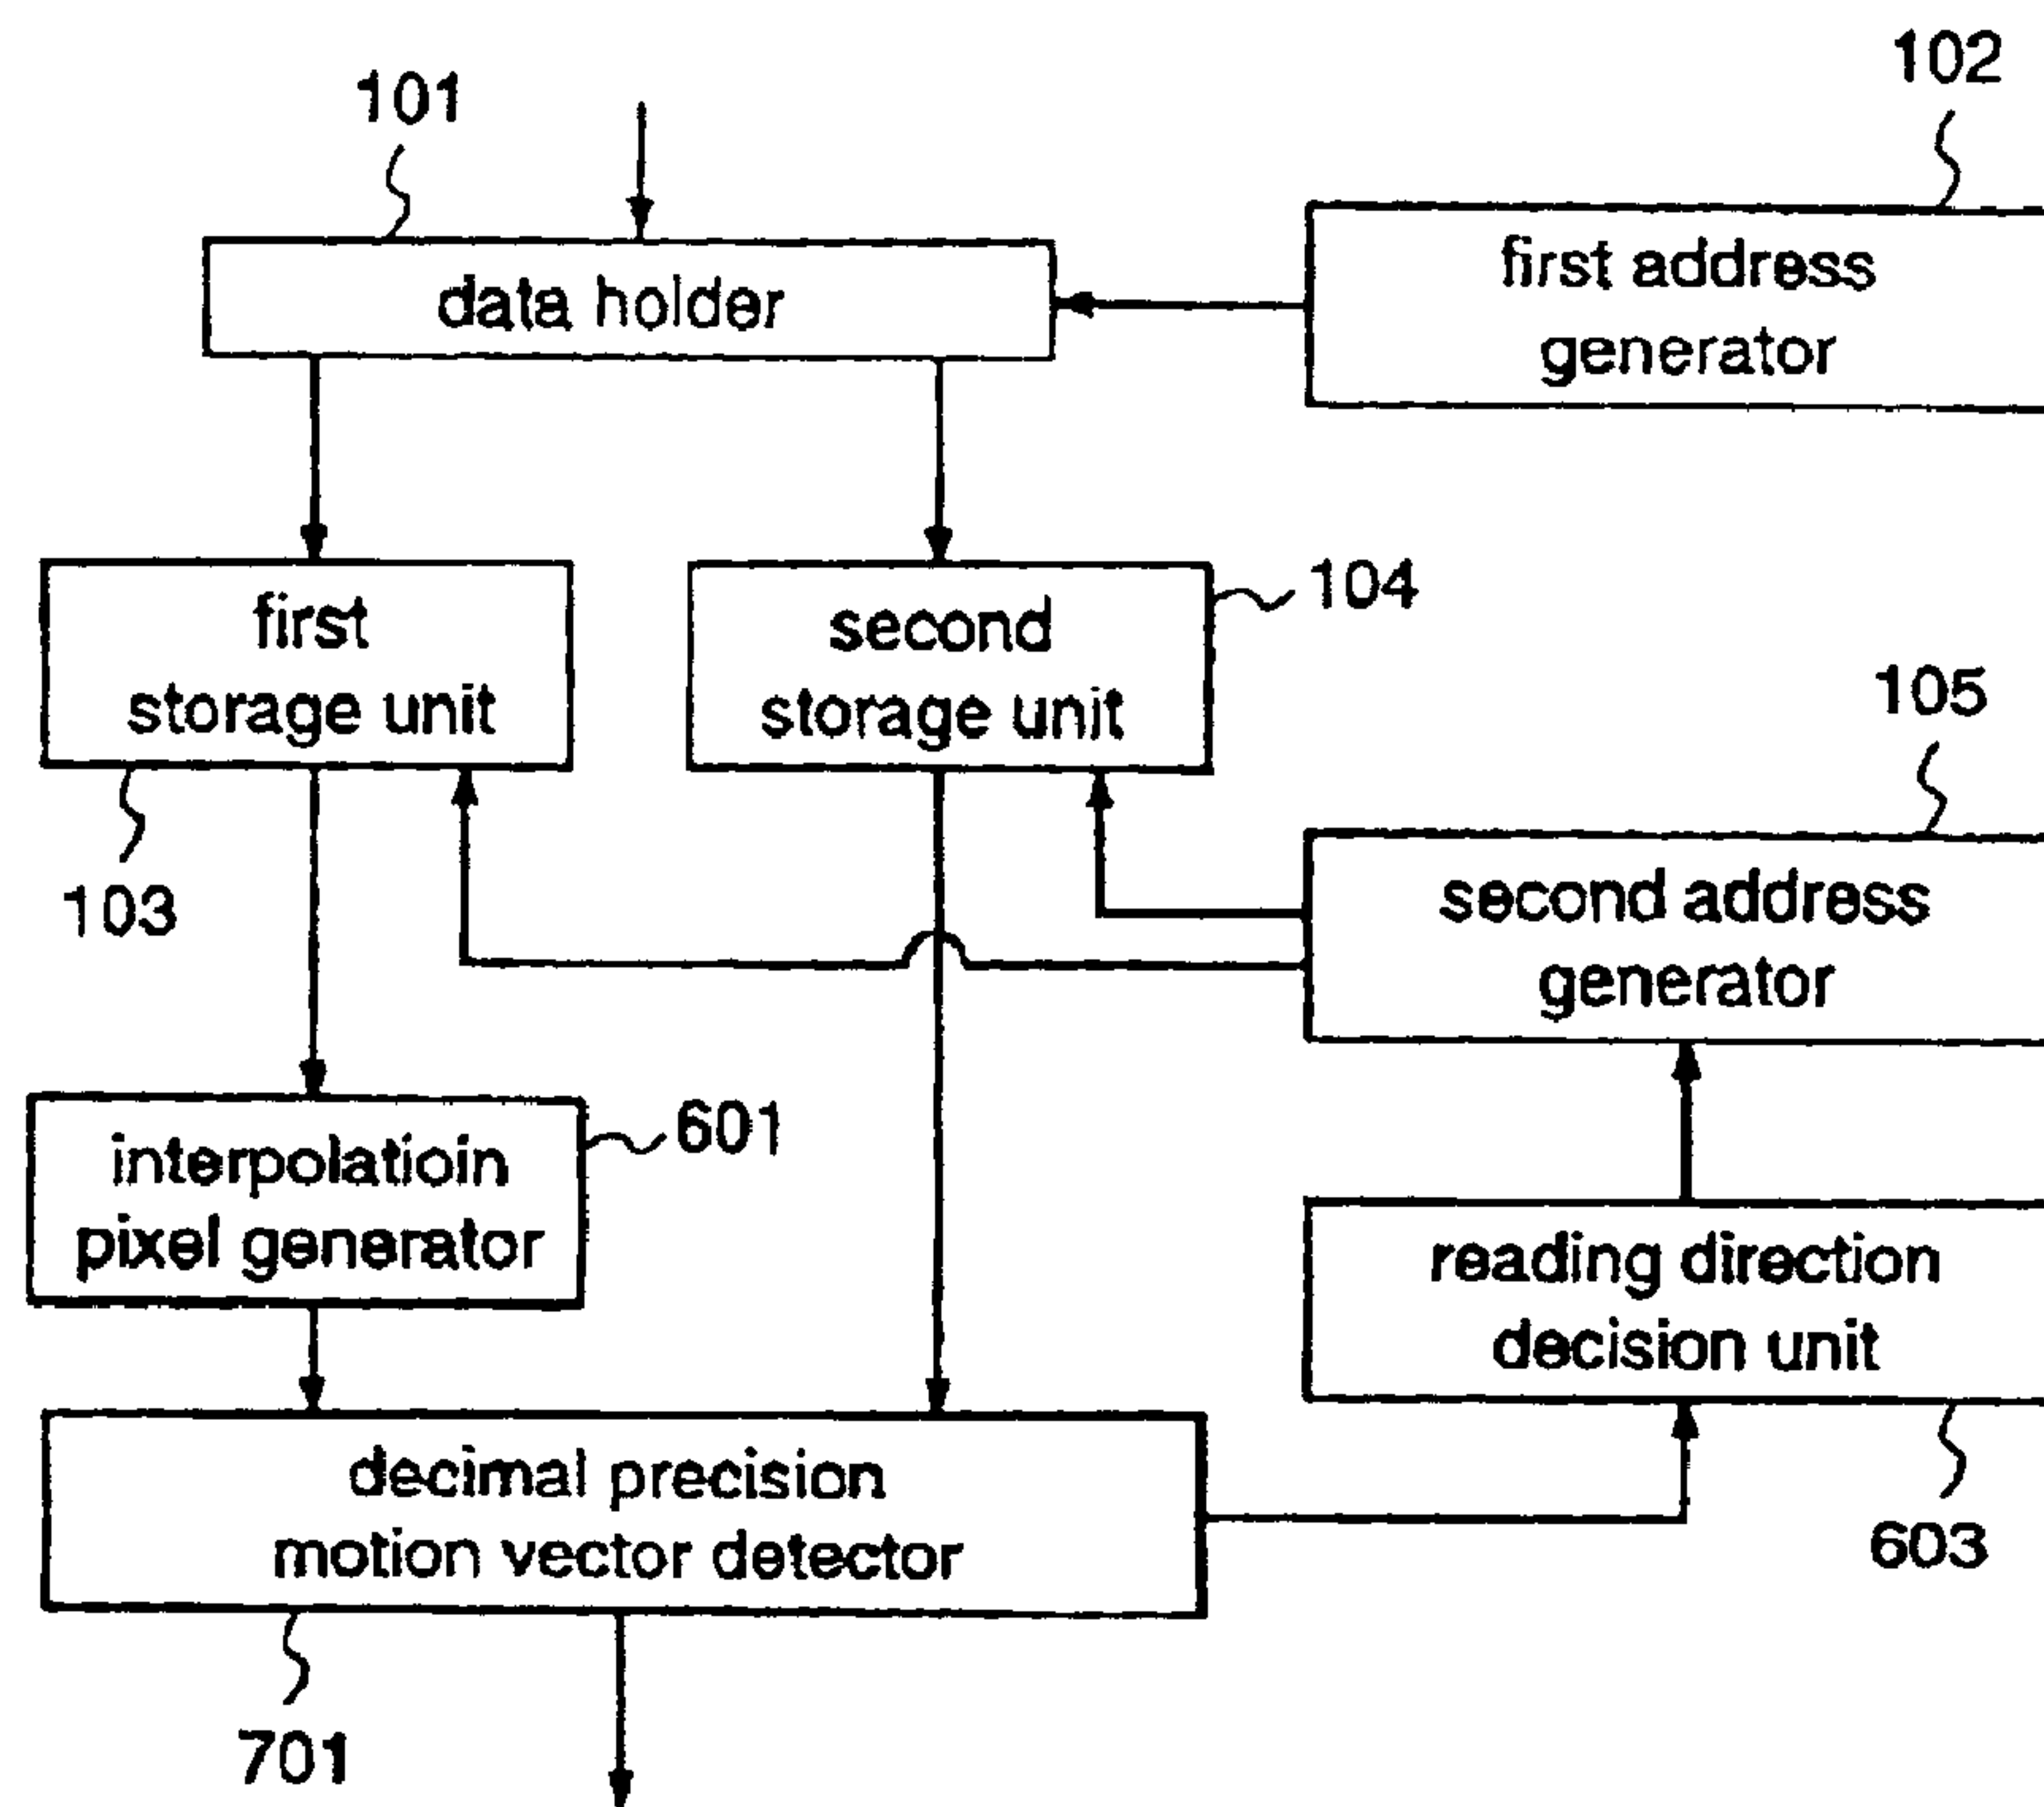 102
101
first address
generator
data holder
first
storage unit
second
storage unit
104
105
103
second address
generator
interpolatioin
pixel generator
601
reading direction
decision unit
decimal precision
motion vector detector
603
701